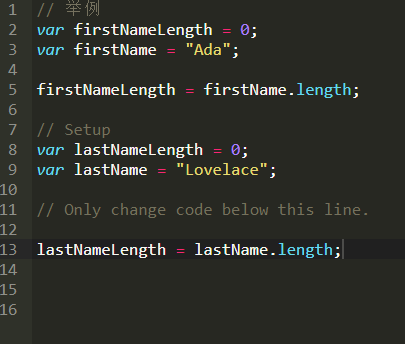 1 // 举例
2 var firstNameLength = 0;
3 var firstName = "Ada";
4
5 firstNameLength = firstName.length;
6
7 // Setup
8 var lastNameLength = 0;
9 var lastName = "Lovelace";
10
11 // Only change code below this line.
12
13 lastNameLength = lastName.length;
14
15
16